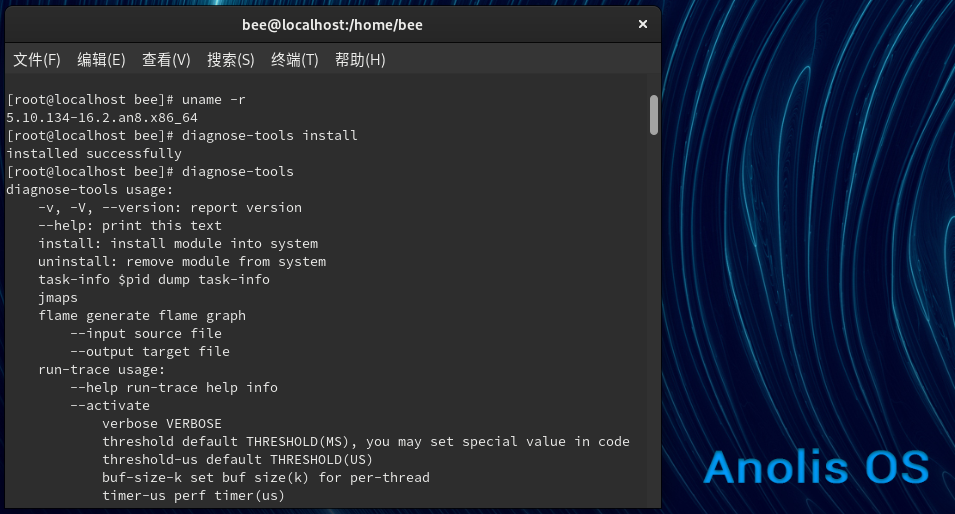 bee@localhost:/home/bee ×
文件(F) 编辑(E) 查看(V) 搜索(S) 终端(T) 帮助(H)
[root@localhost bee]# uname -r
5.10.134-16.2.an8.x86_64
[root@localhost bee]# diagnose-tools install
installed successfully
[root@localhost bee]# diagnose-tools
diagnose-tools usage:
    -v, -V, --version: report version
    --help: print this text
    install: install module into system
    uninstall: remove module from system
    task-info $pid dump task-info
    jmaps
    flame generate flame graph
        --input source file
        --output target file
    run-trace usage:
        --help run-trace help info
        --activate
            verbose VERBOSE
            threshold default THRESHOLD(MS), you may set special value in code
            threshold-us default THRESHOLD(US)
            buf-size-k set buf size(k) for per-thread
            timer-us perf timer(us)
Anolis OS